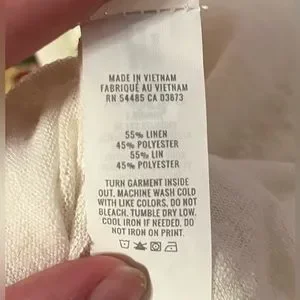 MADE IN VIETNAM
FABRIQUÉ AU VIETNAM
RN 54485 CA 03673
55% LINEN
45% POLYESTER
55% LIN
45% POLYESTER
TURN GARMENT INSIDE
OUT. MACHINE WASH COLD
WITH LIKE COLORS. DO NOT
BLEACH. TUMBLE DRY LOW.
COOL IRON IF NEEDED. DO
NOT IRON ON PRINT.